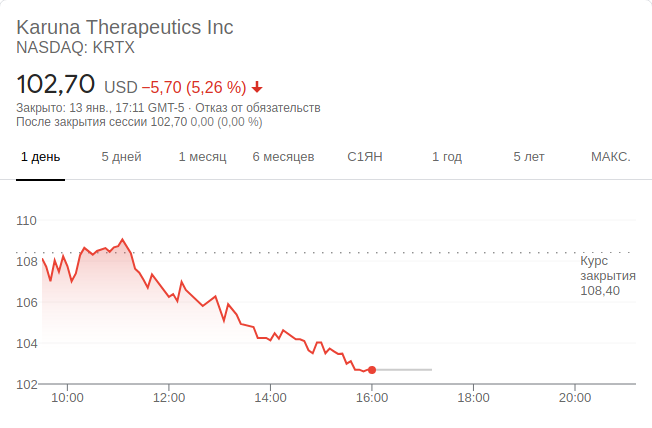 Karuna Therapeutics Inc
NASDAQ: KRTX
102,70 USD −5,70 (5,26 %)
Закрыто: 13 янв., 17:11 GMT-5 · Отказ от обязательств
После закрытия сессии 102,70 0,00 (0,00 %)
1 день 5 дней 1 месяц 6 месяцев С1ЯН 1 год 5 лет МАКС.
110
108
106
104
102
Курс
закрытия
108,40
10:00 12:00 14:00 16:00 18:00 20:00